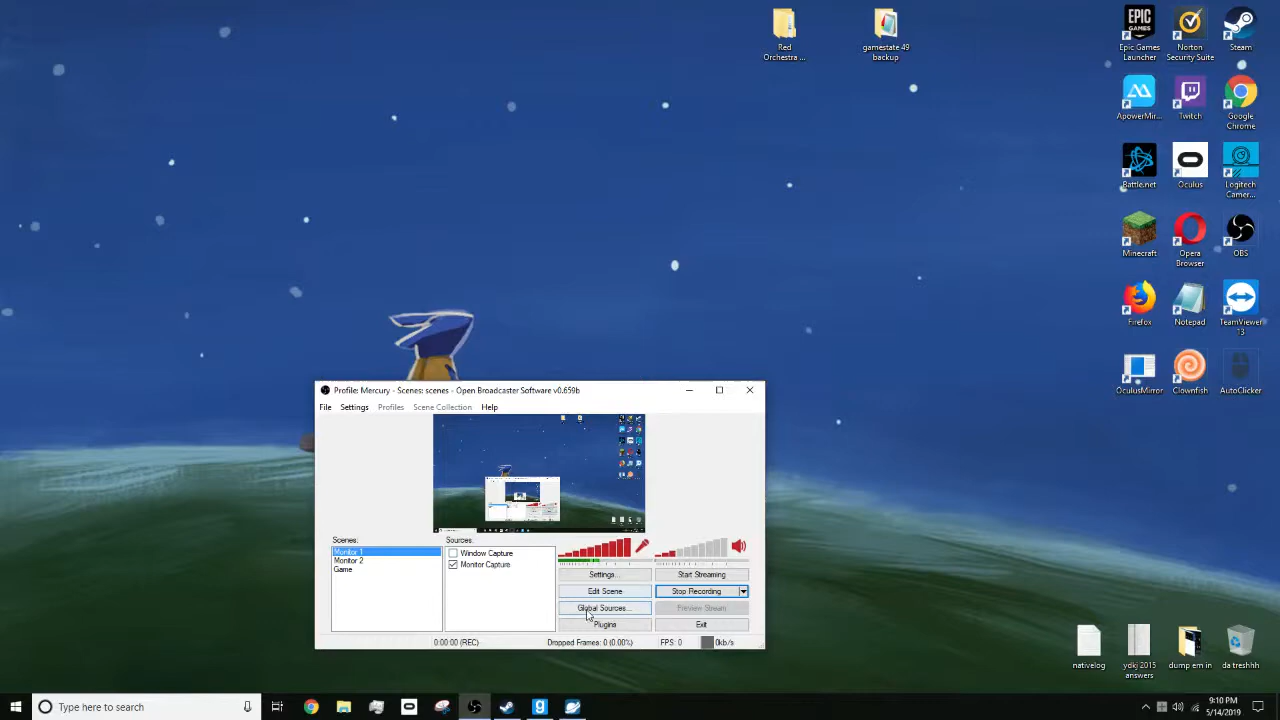 Red
Orchestra ...
gamestate 49
backup
EPIC
GAMES
Epic Games
Launcher
Norton
Security Suite
Steam
ApowerMir...
Twitch
Google
Chrome
Battle.net
Oculus
Logitech
Camer...
Minecraft
Opera
Browser
OBS
Firefox
Notepad
TeamViewer
13
OculusMirror
Clownfish
AutoClicker
Profile: Mercury - Scenes: scenes - Open Broadcaster Software v0.659b
File Settings Profiles Scene Collection Help
Scenes:
Monitor 1
Monitor 2
Game
Sources:
Window Capture
Monitor Capture
Settings...
Start Streaming
Edit Scene
Stop Recording
Global Sources...
Preview Stream
Plugins
Exit
0:00:00 (REC)
Dropped Frames: 0 (0.00%)
FPS: 0
0kb/s
nativelog
ydkj 2015
answers
dump em in
da treshhh
Type here to search
9:10 PM
5/14/2019